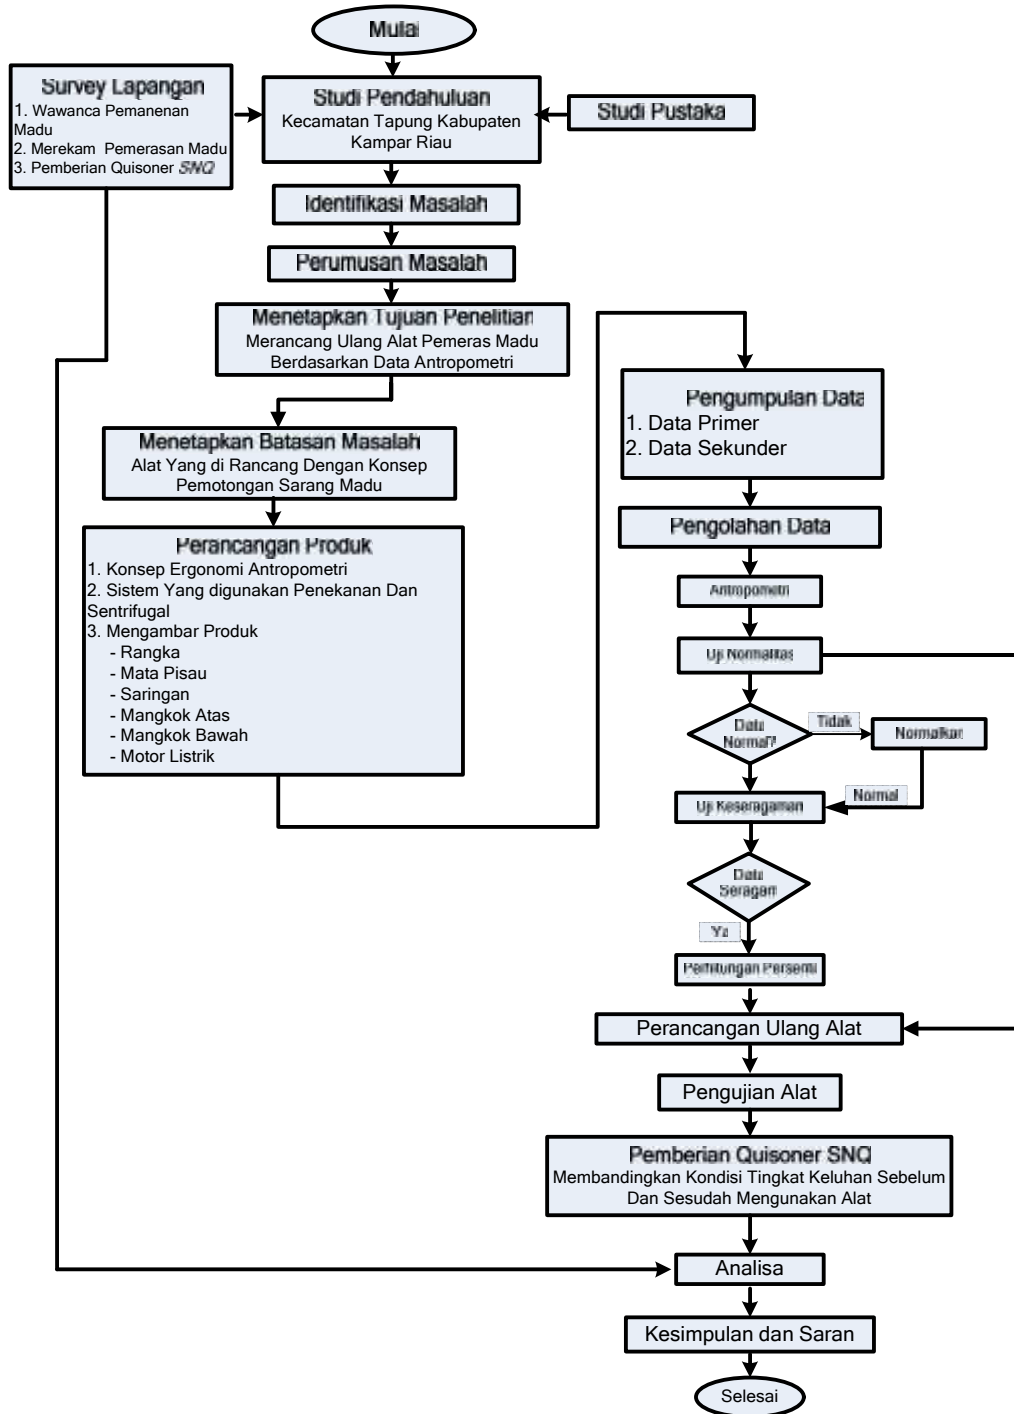 Mulai
Survey Lapangan
1. Wawanca Pemanenan
Madu
2. Merekam Pemerasan Madu
3. Pemberian Quisoner SNQ
Studi Pendahuluan
Kecamatan Tapung Kabupaten
Kampar Riau
Studi Pustaka
Identifikasi Masalah
Perumusan Masalah
Menetapkan Tujuan Penelitian
Merancang Ulang Alat Pemeras Madu
Berdasarkan Data Antropometri
Menetapkan Batasan Masalah
Alat Yang di Rancang Dengan Konsep
Pemotongan Sarang Madu
Perancangan Produk
1. Konsep Ergonomi Antropometri
2. Sistem Yang digunakan Penekanan Dan
Sentrifugal
3. Mengambar Produk
- Rangka
- Mata Pisau
- Saringan
- Mangkok Atas
- Mangkok Bawah
- Motor Listrik
Pengumpulan Data
1. Data Primer
2. Data Sekunder
Pengolahan Data
Antropometri
Uji Normalitas
Data
Normal?
Tidak
Normalkan
Normal
Uji Keseragaman
Data
Seragam
Ya
Perhitungan Persentil
Perancangan Ulang Alat
Pengujian Alat
Pemberian Quisoner SNQ
Membandingkan Kondisi Tingkat Keluhan Sebelum
Dan Sesudah Mengunakan Alat
Analisa
Kesimpulan dan Saran
Selesai